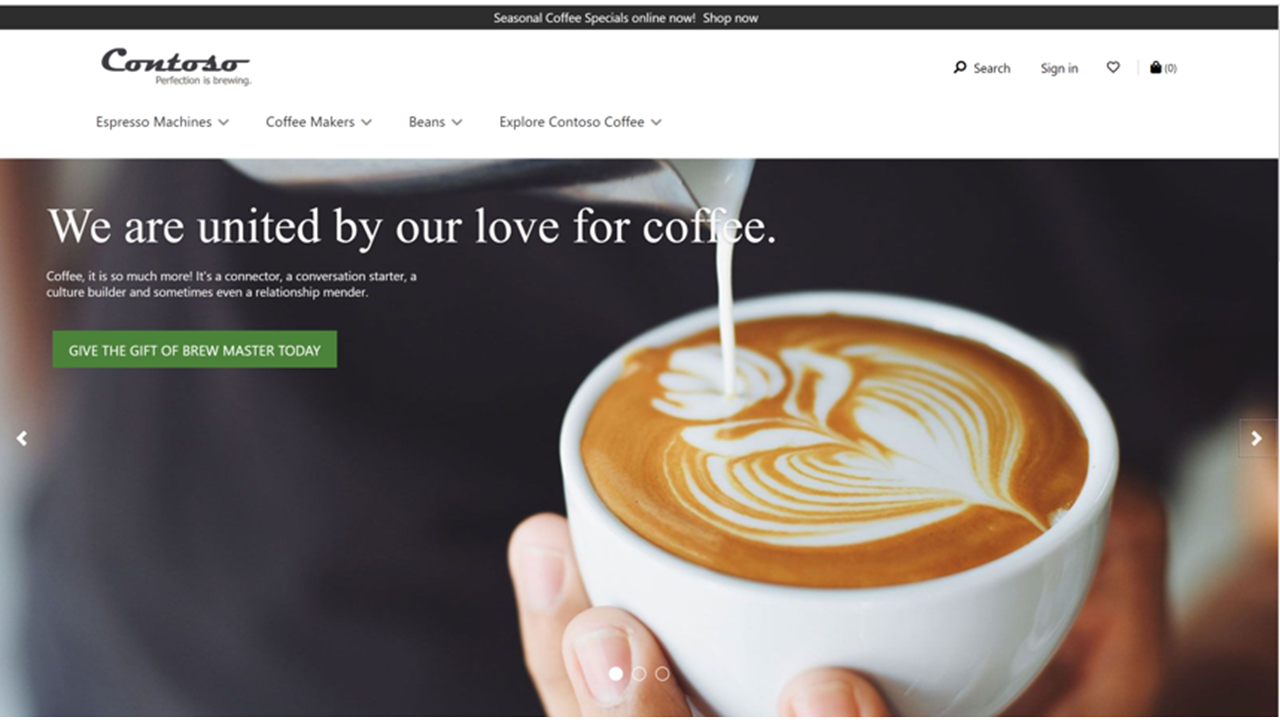 Seasonal Coffee Specials online now! Shop now
Contoso
Perfection is brewing.
Search Sign in (0)
Espresso Machines Coffee Makers Beans Explore Contoso Coffee
We are united by our love for coffee.
Coffee, it is so much more! It's a connector, a conversation starter, a
culture builder and sometimes even a relationship mender.
GIVE THE GIFT OF BREW MASTER TODAY